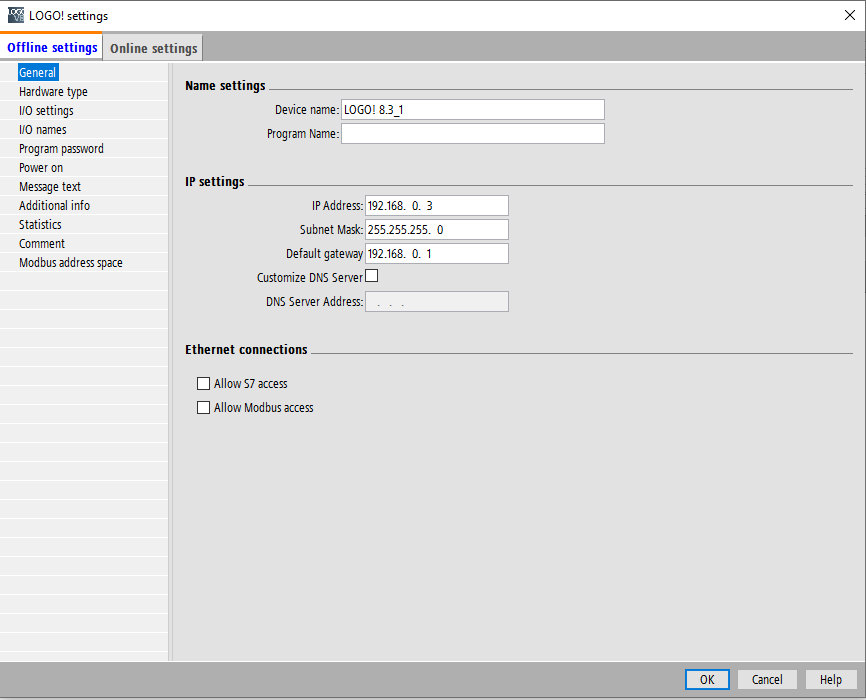 LOGO! settings
Offline settings
Online settings
General
Hardware type
I/O settings
I/O names
Program password
Power on
Message text
Additional info
Statistics
Comment
Modbus address space
Name settings
Device name: LOGO! 8.3_1
Program Name:
IP settings
IP Address: 192.168. 0. 3
Subnet Mask: 255.255.255. 0
Default gateway 192.168. 0. 1
Customize DNS Server
DNS Server Address: . . .
Ethernet connections
Allow S7 access
Allow Modbus access
OK Cancel Help